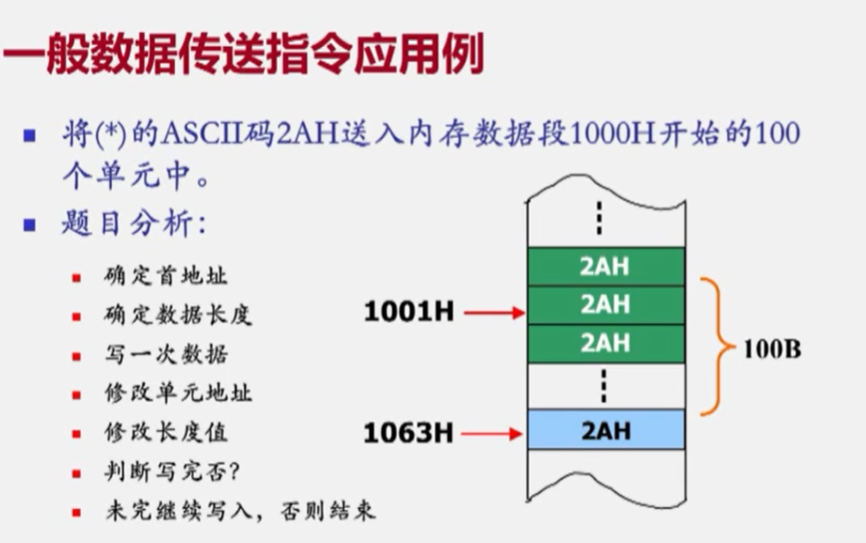 一般数据传送指令应用例
将(*)的ASCII码2AH送入内存数据段1000H开始的100
个单元中。
题目分析:
确定首地址
确定数据长度
写一次数据
修改单元地址
修改长度值
判断写完否?
未完继续写入，否则结束
2AH
1001H
2AH
2AH
100B
1063H
2AH